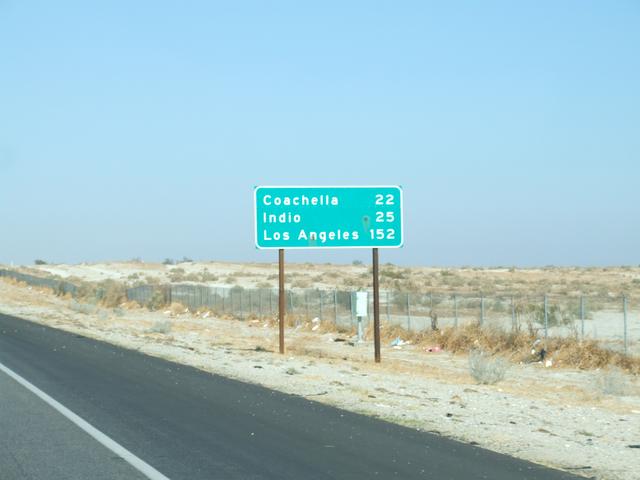 Coachella 22
Indio 25
Los Angeles 152